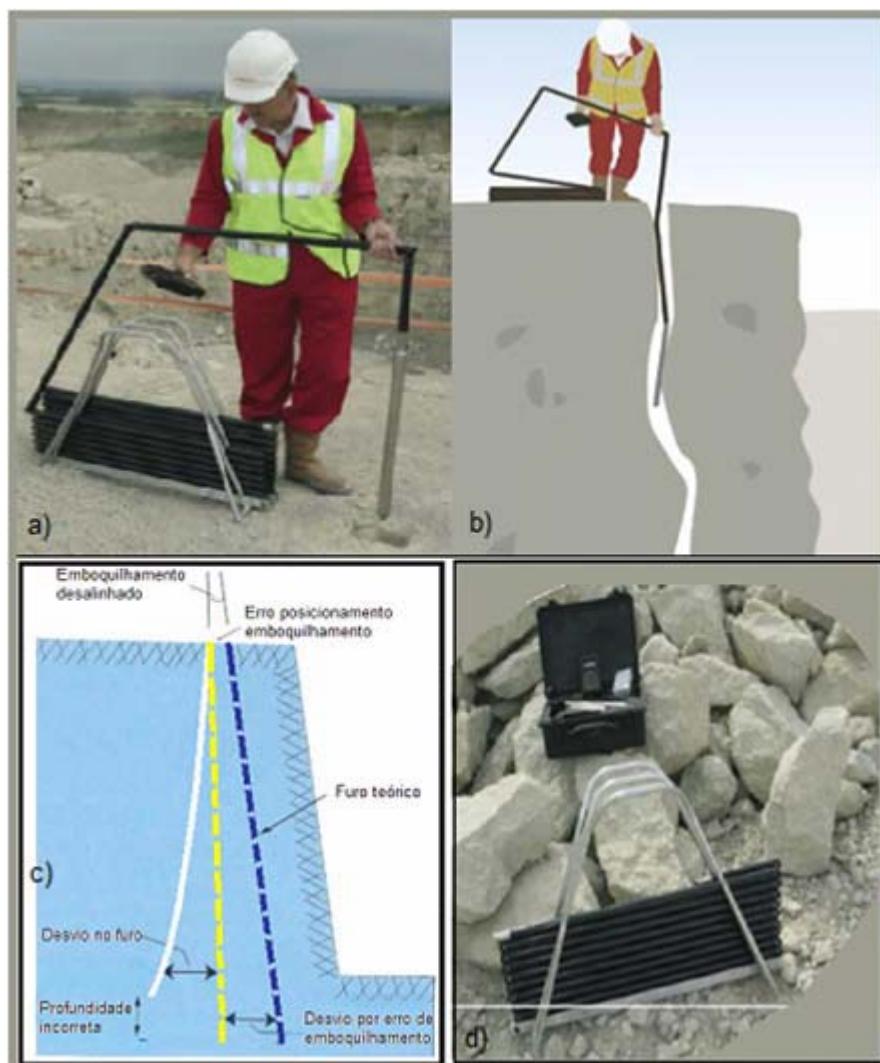 a)
b)
Emboquilhamento
desalinhado
Erro posicionamento
emboquilhamento
Furo teórico
c)
Desvio no furo
Profundidade
incorreta
Desvio por erro de
emboquilhamento
d)